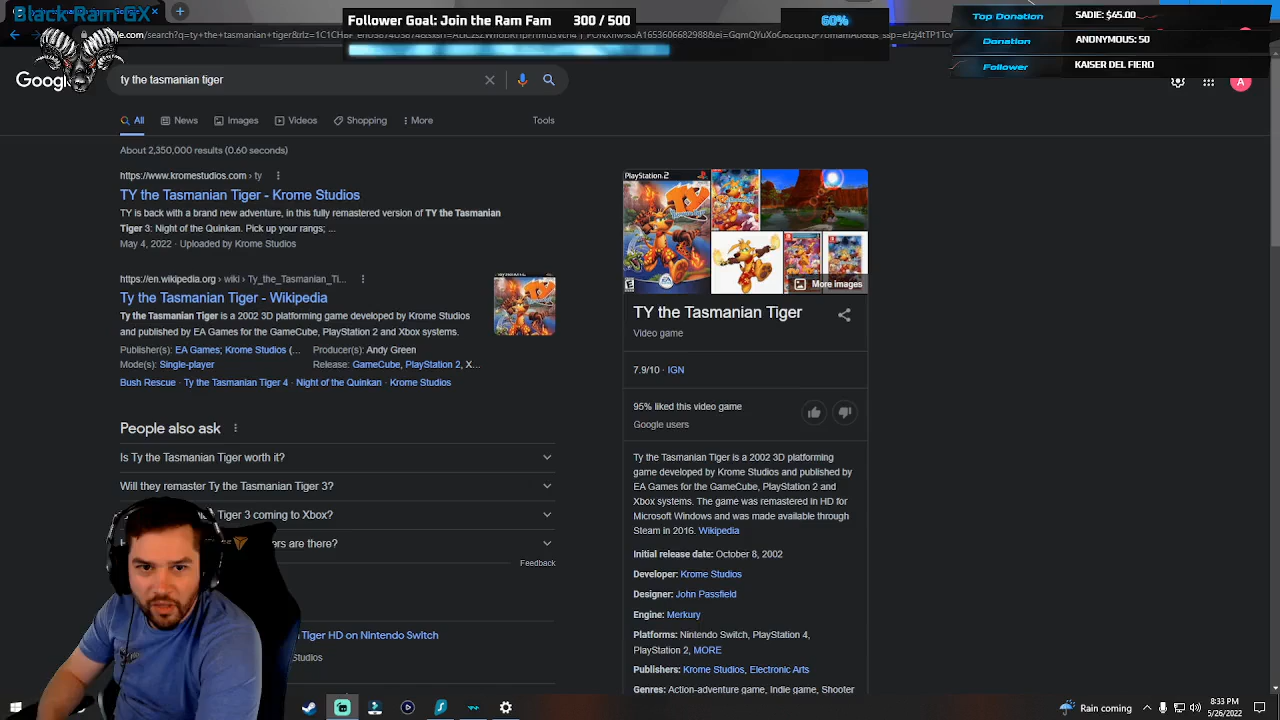 Black Ram GX
Follower Goal: Join the Ram Fam 300 / 500
60%
Top Donation SADIE: $45.00
Donation ANONYMOUS: 50
Follower KAISER DEL FIERO
Google
ty the tasmanian tiger
A
All News Images Videos Shopping More Tools
About 2,350,000 results (0.60 seconds)
https://www.kromestudios.com › ty
TY the Tasmanian Tiger - Krome Studios
TY is back with a brand new adventure, in this fully remastered version of TY the Tasmanian
Tiger 3: Night of the Quinkan. Pick up your rangs, ...
May 4, 2022 · Uploaded by Krome Studios
https://en.wikipedia.org › wiki › Ty_the_Tasmanian_Ti...
Ty the Tasmanian Tiger - Wikipedia
Ty the Tasmanian Tiger is a 2002 3D platforming game developed by Krome Studios
and published by EA Games for the GameCube, PlayStation 2 and Xbox systems.
Publisher(s): EA Games; Krome Studios (... Producer(s): Andy Green
Mode(s): Single-player Release: GameCube, PlayStation 2, X...
Bush Rescue · Ty the Tasmanian Tiger 4 · Night of the Quinkan · Krome Studios
People also ask
Is Ty the Tasmanian Tiger worth it?
Will they remaster Ty the Tasmanian Tiger 3?
Tiger 3 coming to Xbox?
ers are there?
Feedback
Tiger HD on Nintendo Switch
Studios
PlayStation 2
TY
More images
TY the Tasmanian Tiger
Video game
7.9/10 · IGN
95% liked this video game
Google users
Ty the Tasmanian Tiger is a 2002 3D platforming
game developed by Krome Studios and published by
EA Games for the GameCube, PlayStation 2 and
Xbox systems. The game was remastered in HD for
Microsoft Windows and was made available through
Steam in 2016. Wikipedia
Initial release date: October 8, 2002
Developer: Krome Studios
Designer: John Passfield
Engine: Merkury
Platforms: Nintendo Switch, PlayStation 4,
PlayStation 2, MORE
Publishers: Krome Studios, Electronic Arts
Genres: Action-adventure game, Indie game, Shooter
Rain coming
8:33 PM
5/26/2022